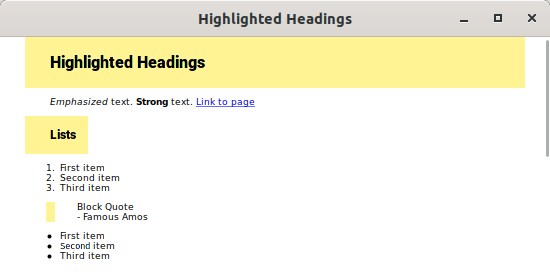 Highlighted Headings
Highlighted Headings
Emphasized text. Strong text. Link to page
Lists
1. First item
2. Second item
3. Third item
Block Quote
- Famous Amos
• First item
• Second item
• Third item